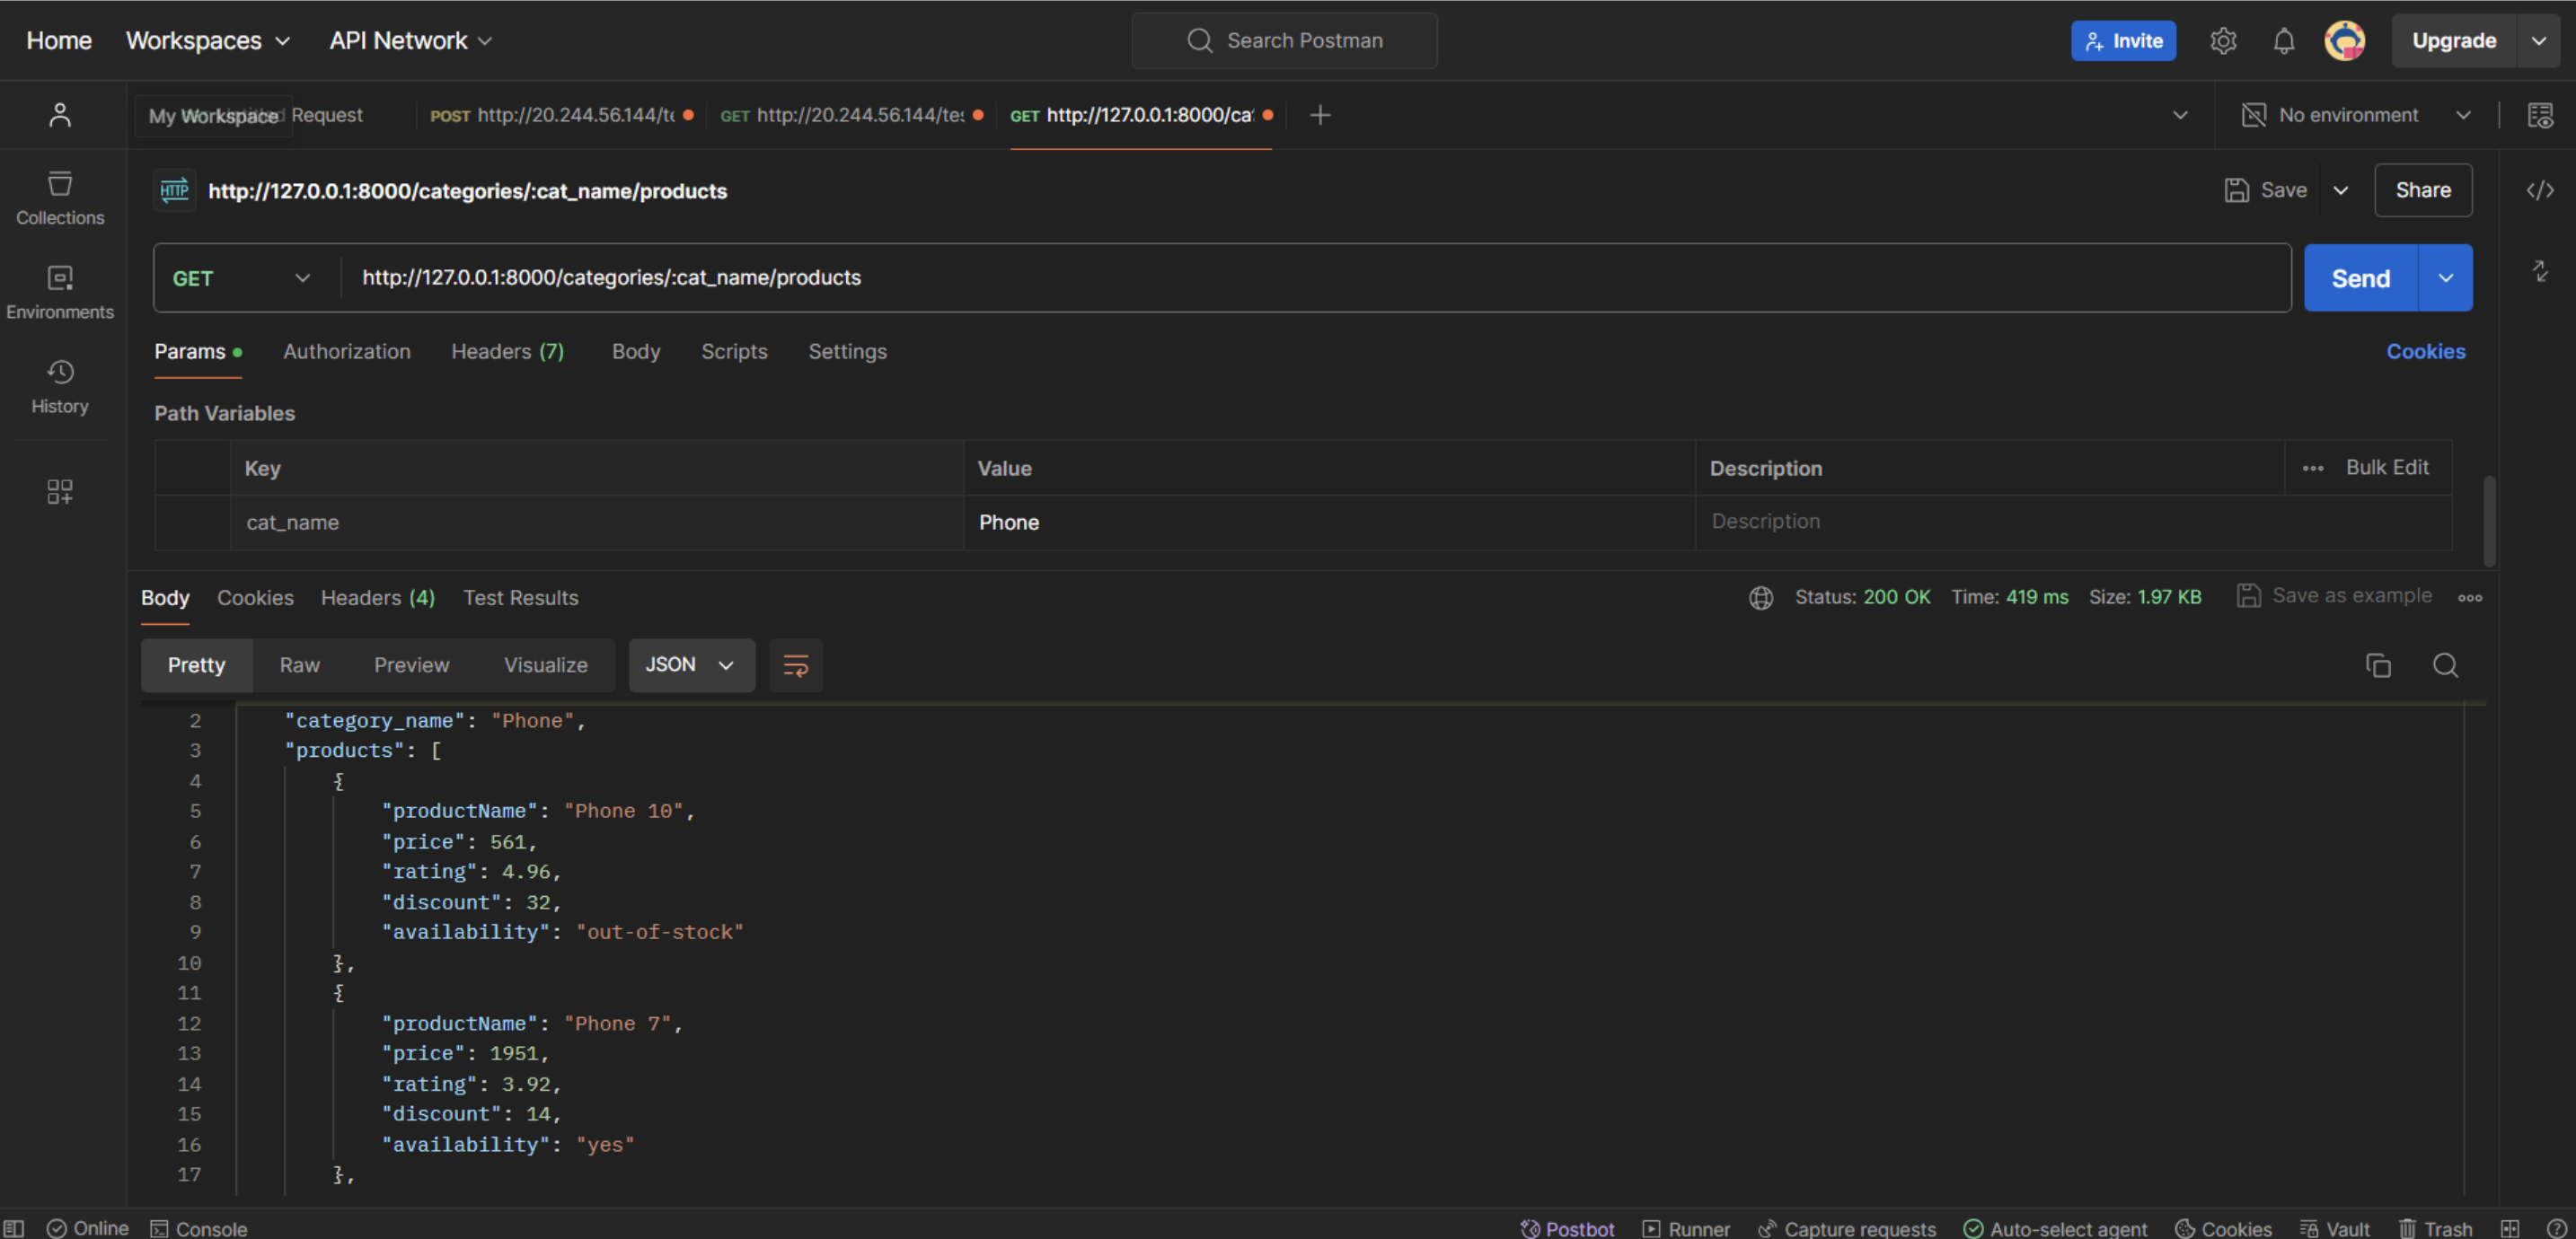 Home Workspaces API Network Search Postman Invite Upgrade
My Workspace Request POST http://20.244.56.144/te GET http://20.244.56.144/tes GET http://127.0.0.1:8000/ca No environment
HTTP http://127.0.0.1:8000/categories/:cat_name/products Save Share
Collections
GET http://127.0.0.1:8000/categories/:cat_name/products Send
Environments
Params Authorization Headers (7) Body Scripts Settings Cookies
History
Path Variables
Key Value Description Bulk Edit
cat_name Phone Description
Body Cookies Headers (4) Test Results Status: 200 OK Time: 419 ms Size: 1.97 KB Save as example
Pretty Raw Preview Visualize JSON
2 "category_name": "Phone",
3 "products": [
4 {
5 "productName": "Phone 10",
6 "price": 561,
7 "rating": 4.96,
8 "discount": 32,
9 "availability": "out-of-stock"
10 },
11 {
12 "productName": "Phone 7",
13 "price": 1951,
14 "rating": 3.92,
15 "discount": 14,
16 "availability": "yes"
17 },
Online Console Postbot Runner Capture requests Auto-select agent Cookies Vault Trash